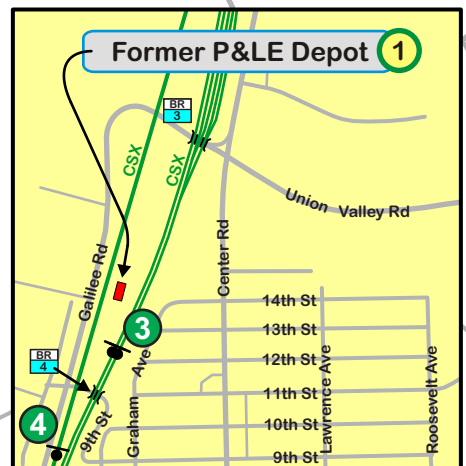 Former P&LE Depot 1
BR
3
CSX
CSX
Union Valley Rd
Center Rd
Galilee Rd
14th St
3
13th St
Ave
12th St
BR
4
Lawrence Ave
Roosevelt Ave
11th St
4
9th St
Graham
10th St
9th St